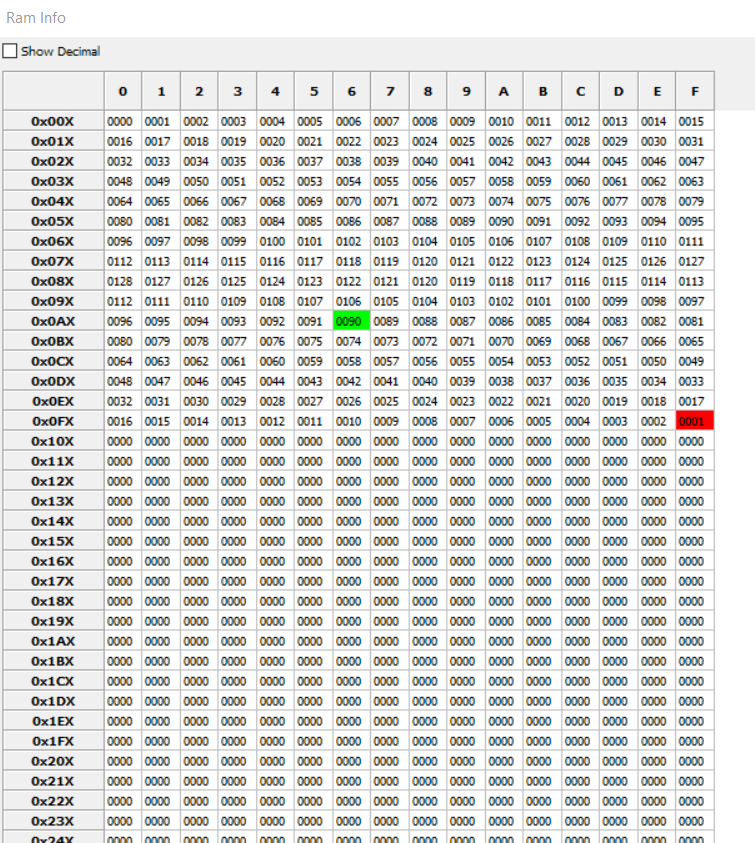 Ram Info
Show Decimal
0 1 2 3 4 5 6 7 8 9 A B C D E F
0x00X 0000 0001 0002 0003 0004 0005 0006 0007 0008 0009 0010 0011 0012 0013 0014 0015
0x01X 0016 0017 0018 0019 0020 0021 0022 0023 0024 0025 0026 0027 0028 0029 0030 0031
0x02X 0032 0033 0034 0035 0036 0037 0038 0039 0040 0041 0042 0043 0044 0045 0046 0047
0x03X 0048 0049 0050 0051 0052 0053 0054 0055 0056 0057 0058 0059 0060 0061 0062 0063
0x04X 0064 0065 0066 0067 0068 0069 0070 0071 0072 0073 0074 0075 0076 0077 0078 0079
0x05X 0080 0081 0082 0083 0084 0085 0086 0087 0088 0089 0090 0091 0092 0093 0094 0095
0x06X 0096 0097 0098 0099 0100 0101 0102 0103 0104 0105 0106 0107 0108 0109 0110 0111
0x07X 0112 0113 0114 0115 0116 0117 0118 0119 0120 0121 0122 0123 0124 0125 0126 0127
0x08X 0128 0127 0126 0125 0124 0123 0122 0121 0120 0119 0118 0117 0116 0115 0114 0113
0x09X 0112 0111 0110 0109 0108 0107 0106 0105 0104 0103 0102 0101 0100 0099 0098 0097
0x0AX 0096 0095 0094 0093 0092 0091 0090 0089 0088 0087 0086 0085 0084 0083 0082 0081
0x0BX 0080 0079 0078 0077 0076 0075 0074 0073 0072 0071 0070 0069 0068 0067 0066 0065
0x0CX 0064 0063 0062 0061 0060 0059 0058 0057 0056 0055 0054 0053 0052 0051 0050 0049
0x0DX 0048 0047 0046 0045 0044 0043 0042 0041 0040 0039 0038 0037 0036 0035 0034 0033
0x0EX 0032 0031 0030 0029 0028 0027 0026 0025 0024 0023 0022 0021 0020 0019 0018 0017
0x0FX 0016 0015 0014 0013 0012 0011 0010 0009 0008 0007 0006 0005 0004 0003 0002 0001
0x10X 0000 0000 0000 0000 0000 0000 0000 0000 0000 0000 0000 0000 0000 0000 0000 0000
0x11X 0000 0000 0000 0000 0000 0000 0000 0000 0000 0000 0000 0000 0000 0000 0000 0000
0x12X 0000 0000 0000 0000 0000 0000 0000 0000 0000 0000 0000 0000 0000 0000 0000 0000
0x13X 0000 0000 0000 0000 0000 0000 0000 0000 0000 0000 0000 0000 0000 0000 0000 0000
0x14X 0000 0000 0000 0000 0000 0000 0000 0000 0000 0000 0000 0000 0000 0000 0000 0000
0x15X 0000 0000 0000 0000 0000 0000 0000 0000 0000 0000 0000 0000 0000 0000 0000 0000
0x16X 0000 0000 0000 0000 0000 0000 0000 0000 0000 0000 0000 0000 0000 0000 0000 0000
0x17X 0000 0000 0000 0000 0000 0000 0000 0000 0000 0000 0000 0000 0000 0000 0000 0000
0x18X 0000 0000 0000 0000 0000 0000 0000 0000 0000 0000 0000 0000 0000 0000 0000 0000
0x19X 0000 0000 0000 0000 0000 0000 0000 0000 0000 0000 0000 0000 0000 0000 0000 0000
0x1AX 0000 0000 0000 0000 0000 0000 0000 0000 0000 0000 0000 0000 0000 0000 0000 0000
0x1BX 0000 0000 0000 0000 0000 0000 0000 0000 0000 0000 0000 0000 0000 0000 0000 0000
0x1CX 0000 0000 0000 0000 0000 0000 0000 0000 0000 0000 0000 0000 0000 0000 0000 0000
0x1DX 0000 0000 0000 0000 0000 0000 0000 0000 0000 0000 0000 0000 0000 0000 0000 0000
0x1EX 0000 0000 0000 0000 0000 0000 0000 0000 0000 0000 0000 0000 0000 0000 0000 0000
0x1FX 0000 0000 0000 0000 0000 0000 0000 0000 0000 0000 0000 0000 0000 0000 0000 0000
0x20X 0000 0000 0000 0000 0000 0000 0000 0000 0000 0000 0000 0000 0000 0000 0000 0000
0x21X 0000 0000 0000 0000 0000 0000 0000 0000 0000 0000 0000 0000 0000 0000 0000 0000
0x22X 0000 0000 0000 0000 0000 0000 0000 0000 0000 0000 0000 0000 0000 0000 0000 0000
0x23X 0000 0000 0000 0000 0000 0000 0000 0000 0000 0000 0000 0000 0000 0000 0000 0000
0x24X 0000 0000 0000 0000 0000 0000 0000 0000 0000 0000 0000 0000 0000 0000 0000 0000